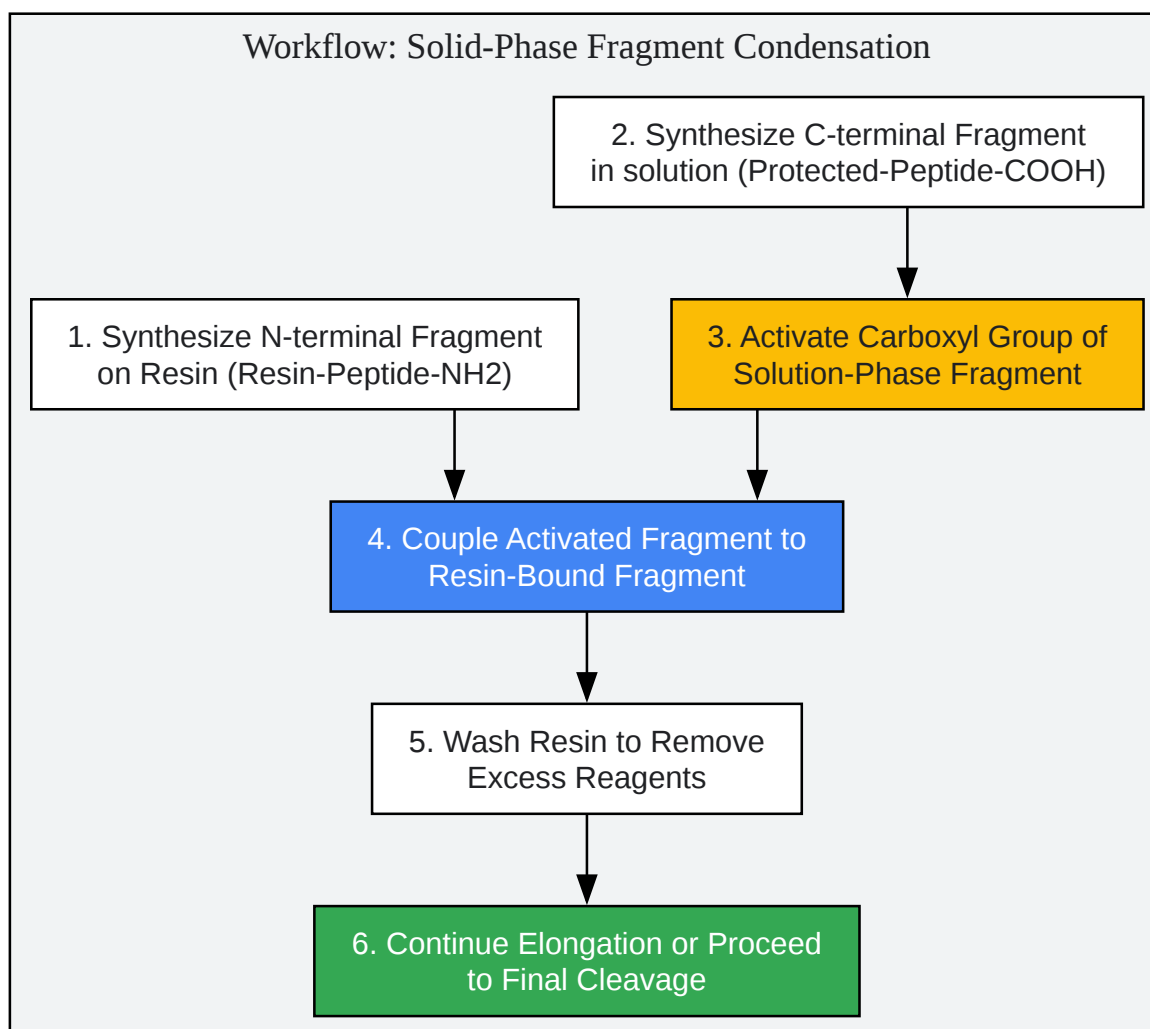 Workflow: Solid-Phase Fragment Condensation
2. Synthesize C-terminal Fragment
in solution (Protected-Peptide-COOH)
1. Synthesize N-terminal Fragment
on Resin (Resin-Peptide-NH2)
3. Activate Carboxyl Group of
Solution-Phase Fragment
4. Couple Activated Fragment to
Resin-Bound Fragment
5. Wash Resin to Remove
Excess Reagents
6. Continue Elongation or Proceed
to Final Cleavage